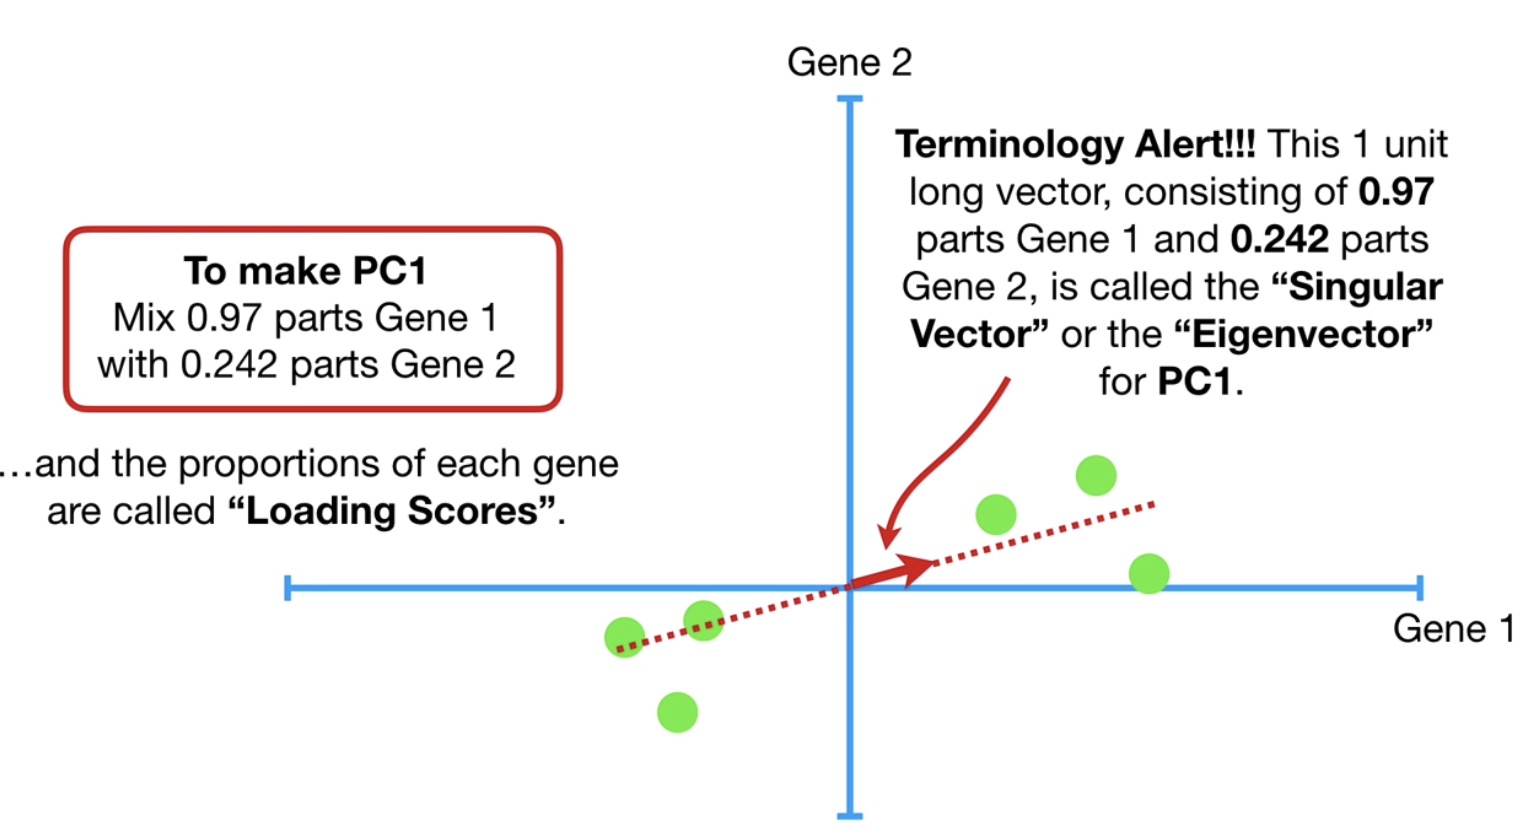 Gene 2
Terminology Alert!!! This 1 unit
long vector, consisting of 0.97
parts Gene 1 and 0.242 parts
Gene 2, is called the “Singular
Vector” or the “Eigenvector”
for PC1.
To make PC1
Mix 0.97 parts Gene 1
with 0.242 parts Gene 2
…and the proportions of each gene
are called “Loading Scores”.
Gene 1